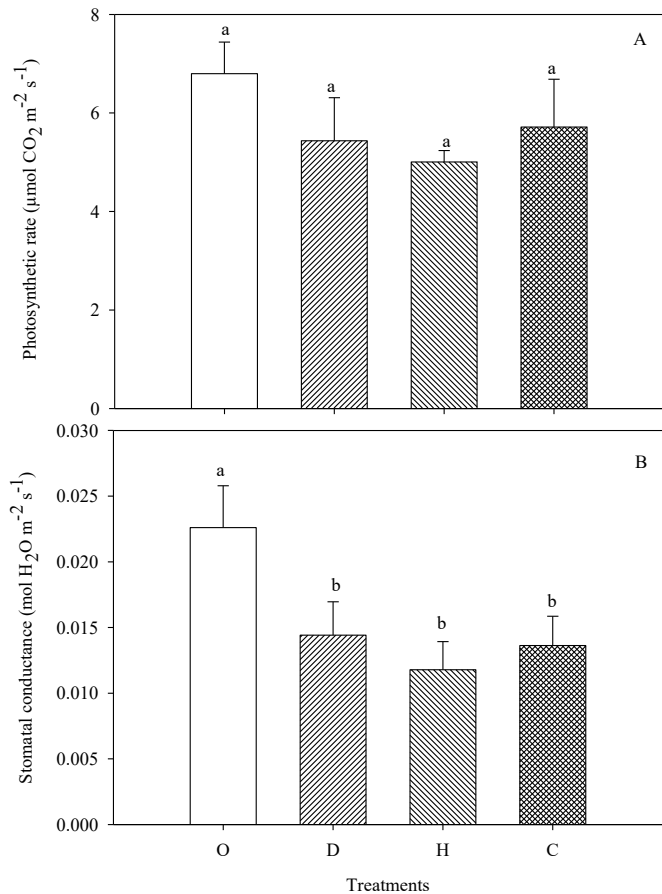 8
6
4
2
0
Photosynthetic rate (µmol CO2 m-2 s-1)
A
a
a
a
a
0.030
0.025
0.020
0.015
0.010
0.005
0.000
Stomatal conductance (mol H2O m-2 s-1)
B
a
b
b
b
O D H C
Treatments